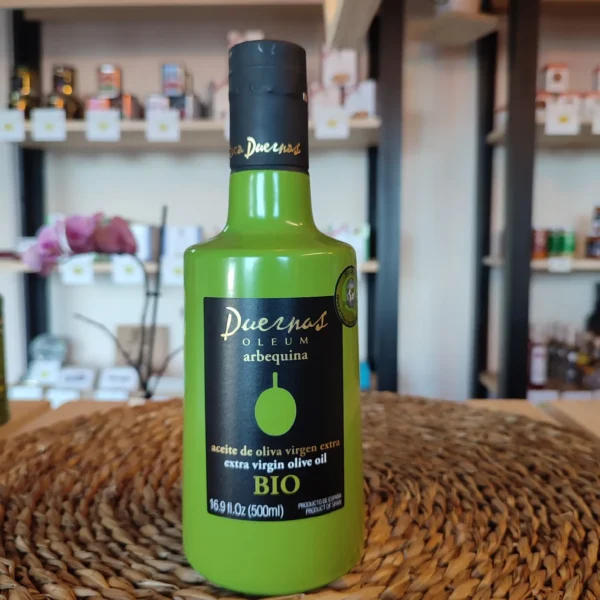 Duernas
Duernas
OLEUM
arbequina
aceite de oliva virgen extra
extra virgin olive oil
BIO
16.9 fl.Oz (500ml)
PRODUCTO DE ESPAÑA
PRODUCT OF SPAIN